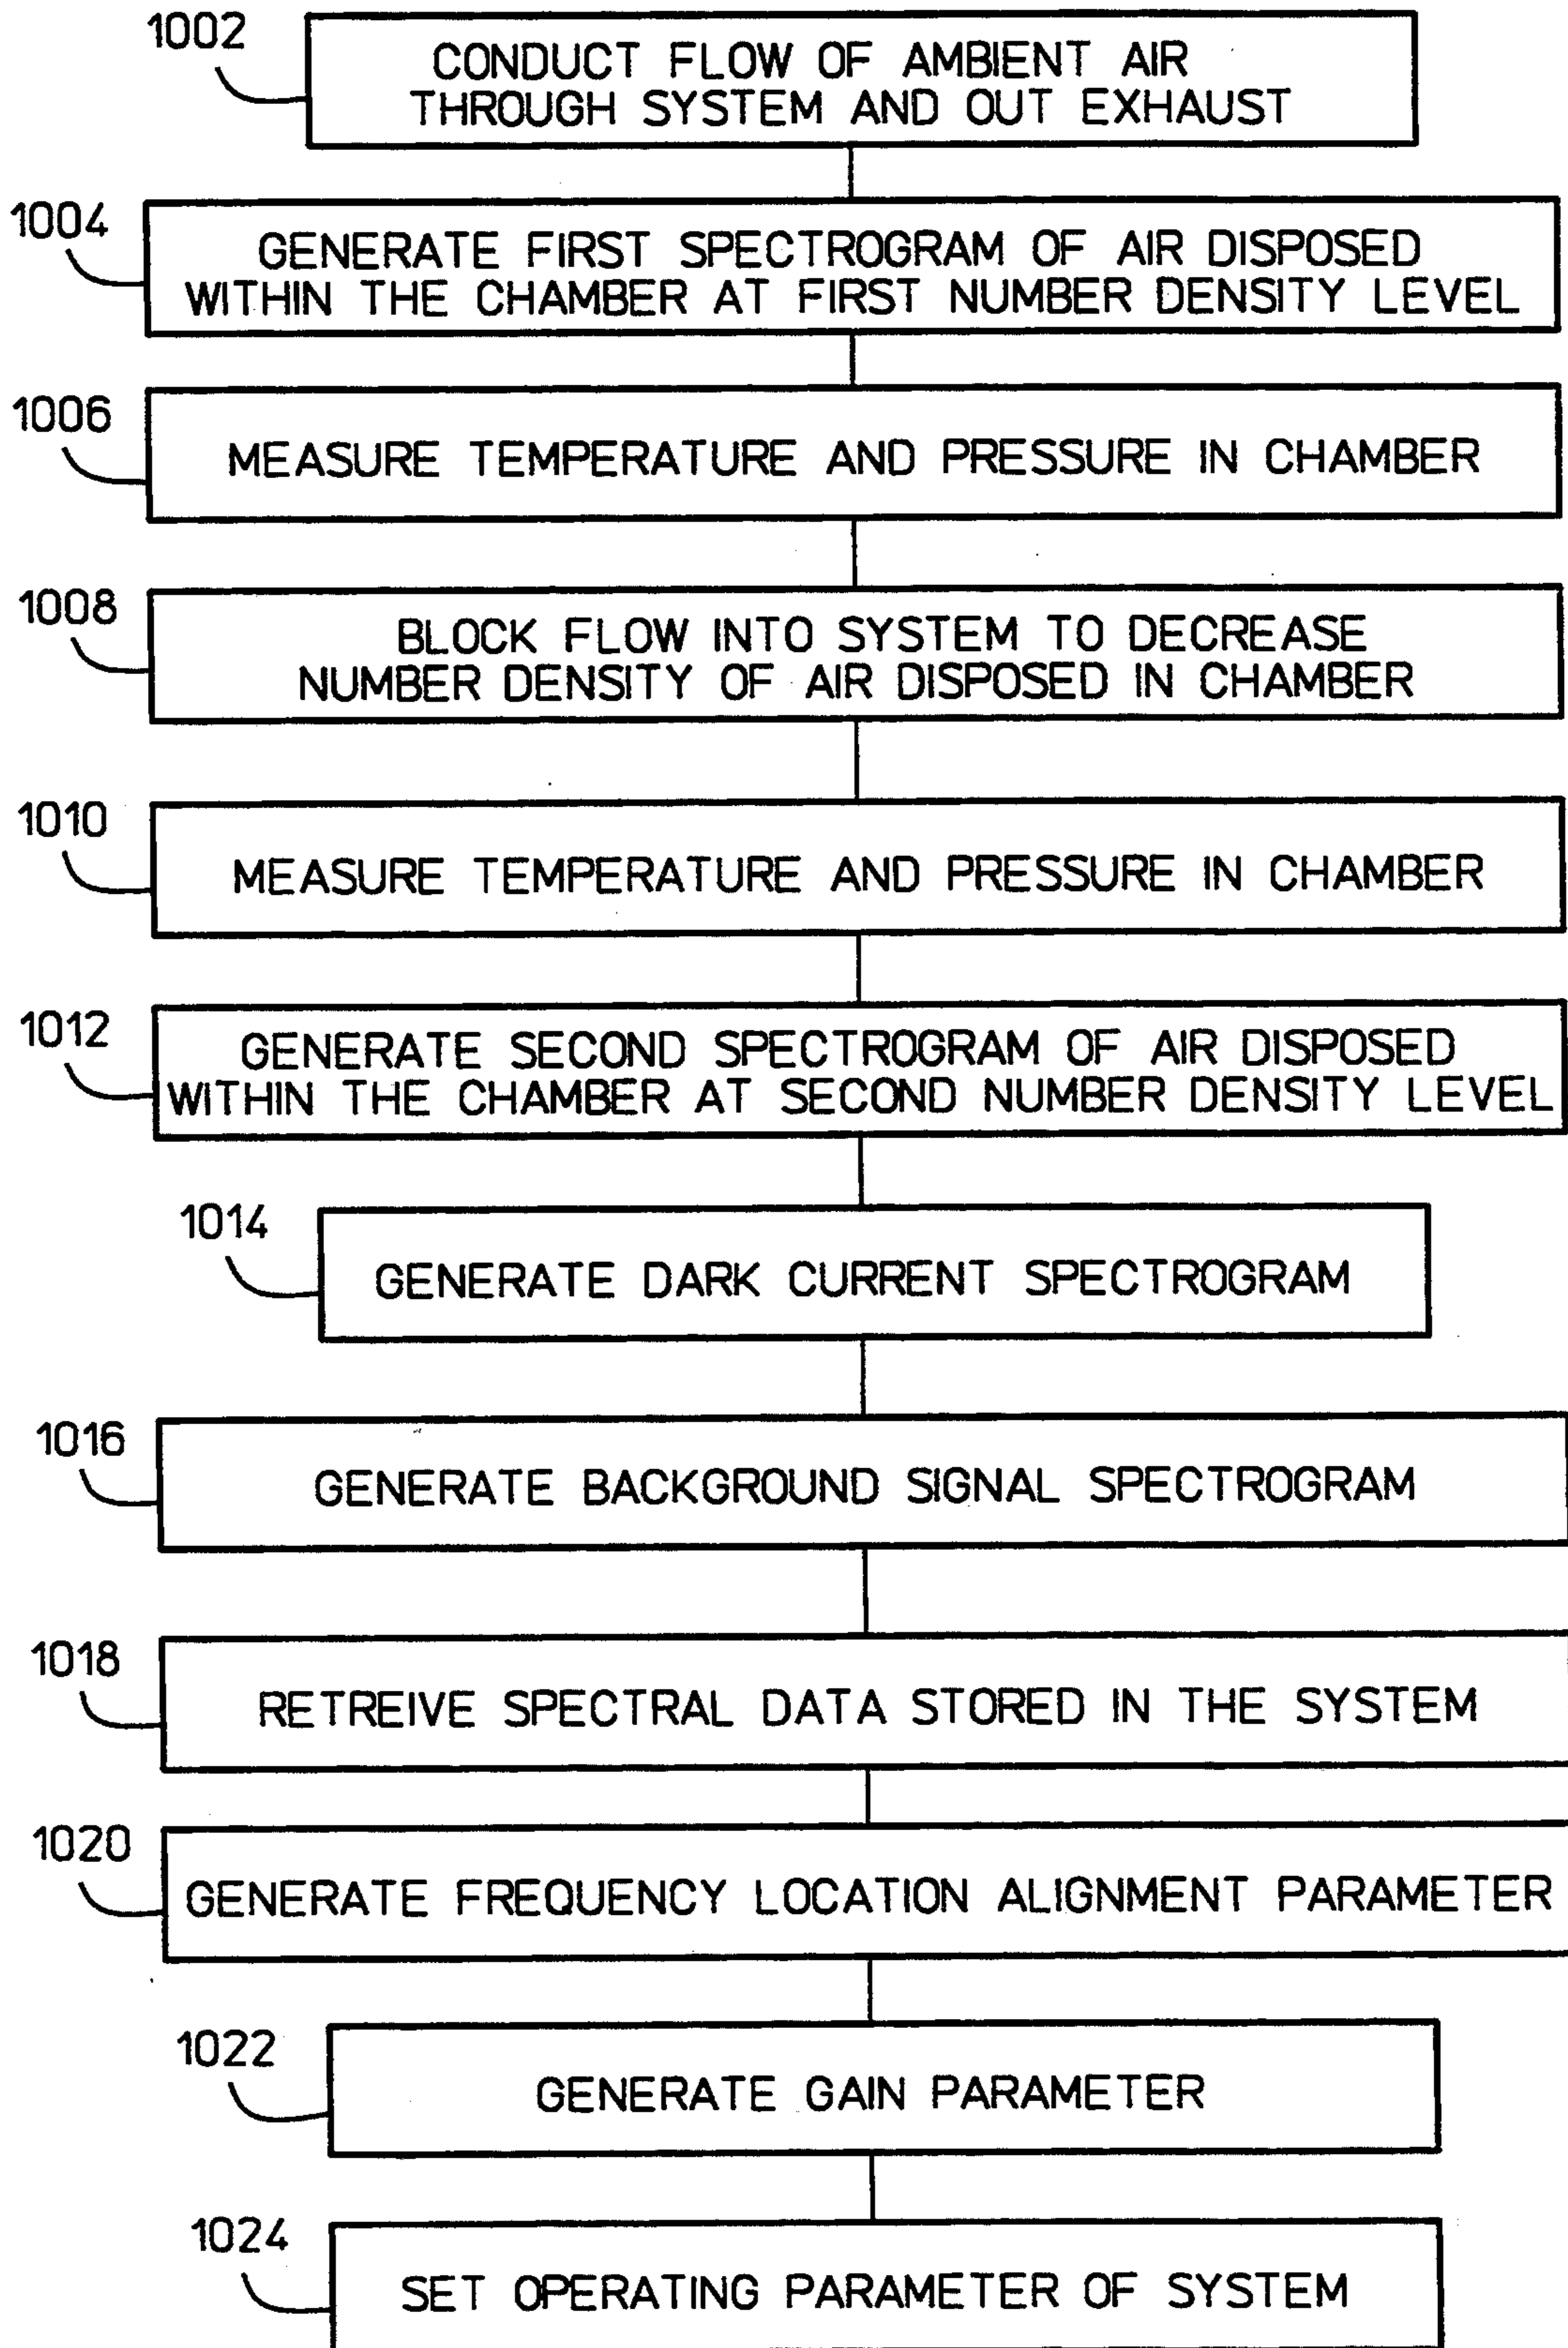 1002
CONDUCT FLOW OF AMBIENT AIR
THROUGH SYSTEM AND OUT EXHAUST
1004
GENERATE FIRST SPECTROGRAM OF AIR DISPOSED
WITHIN THE CHAMBER AT FIRST NUMBER DENSITY LEVEL
1006
MEASURE TEMPERATURE AND PRESSURE IN CHAMBER
1008
BLOCK FLOW INTO SYSTEM TO DECREASE
NUMBER DENSITY OF AIR DISPOSED IN CHAMBER
1010
MEASURE TEMPERATURE AND PRESSURE IN CHAMBER
1012
GENERATE SECOND SPECTROGRAM OF AIR DISPOSED
WITHIN THE CHAMBER AT SECOND NUMBER DENSITY LEVEL
1014
GENERATE DARK CURRENT SPECTROGRAM
1016
GENERATE BACKGROUND SIGNAL SPECTROGRAM
1018
RETREIVE SPECTRAL DATA STORED IN THE SYSTEM
1020
GENERATE FREQUENCY LOCATION ALIGNMENT PARAMETER
1022
GENERATE GAIN PARAMETER
1024
SET OPERATING PARAMETER OF SYSTEM